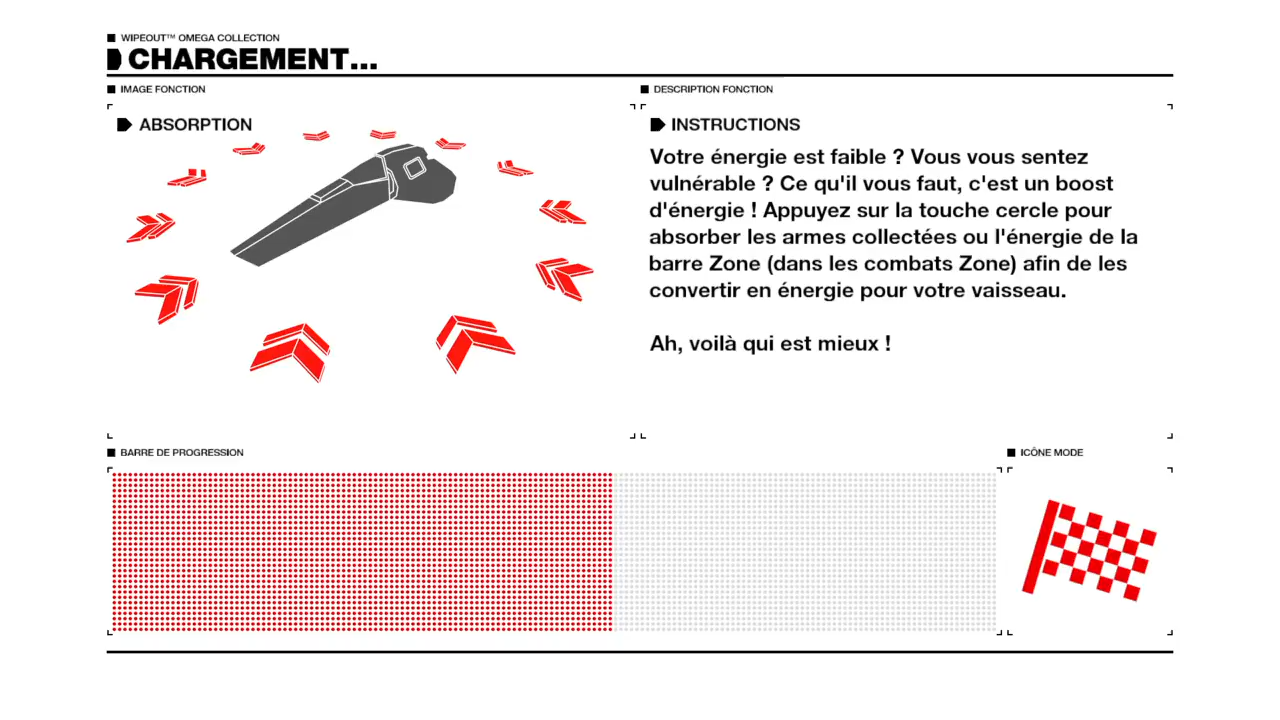 WIPEOUT™ OMEGA COLLECTION
CHARGEMENT...
IMAGE FONCTION
ABSORPTION
DESCRIPTION FONCTION
INSTRUCTIONS
Votre énergie est faible ? Vous vous sentez
vulnérable ? Ce qu'il vous faut, c'est un boost
d'énergie ! Appuyez sur la touche cercle pour
absorber les armes collectées ou l'énergie de la
barre Zone (dans les combats Zone) afin de les
convertir en énergie pour votre vaisseau.
Ah, voilà qui est mieux !
BARRE DE PROGRESSION
ICÔNE MODE